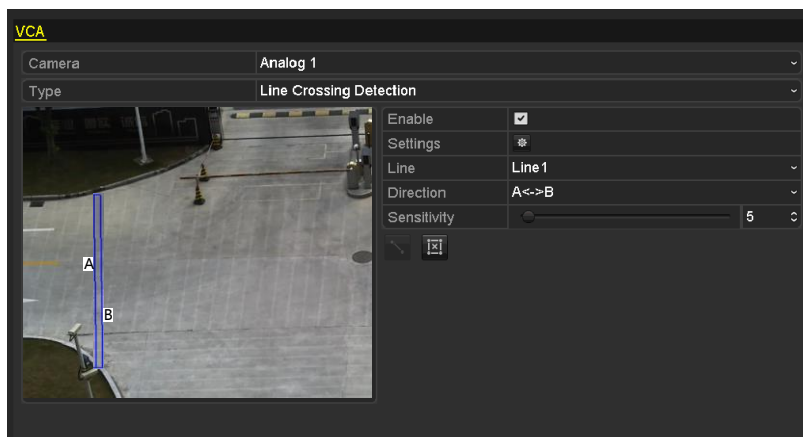 VCA
Camera Analog 1
Type Line Crossing Detection
Enable
Settings
Line Line1
Direction A<->B
Sensitivity 5
A
B